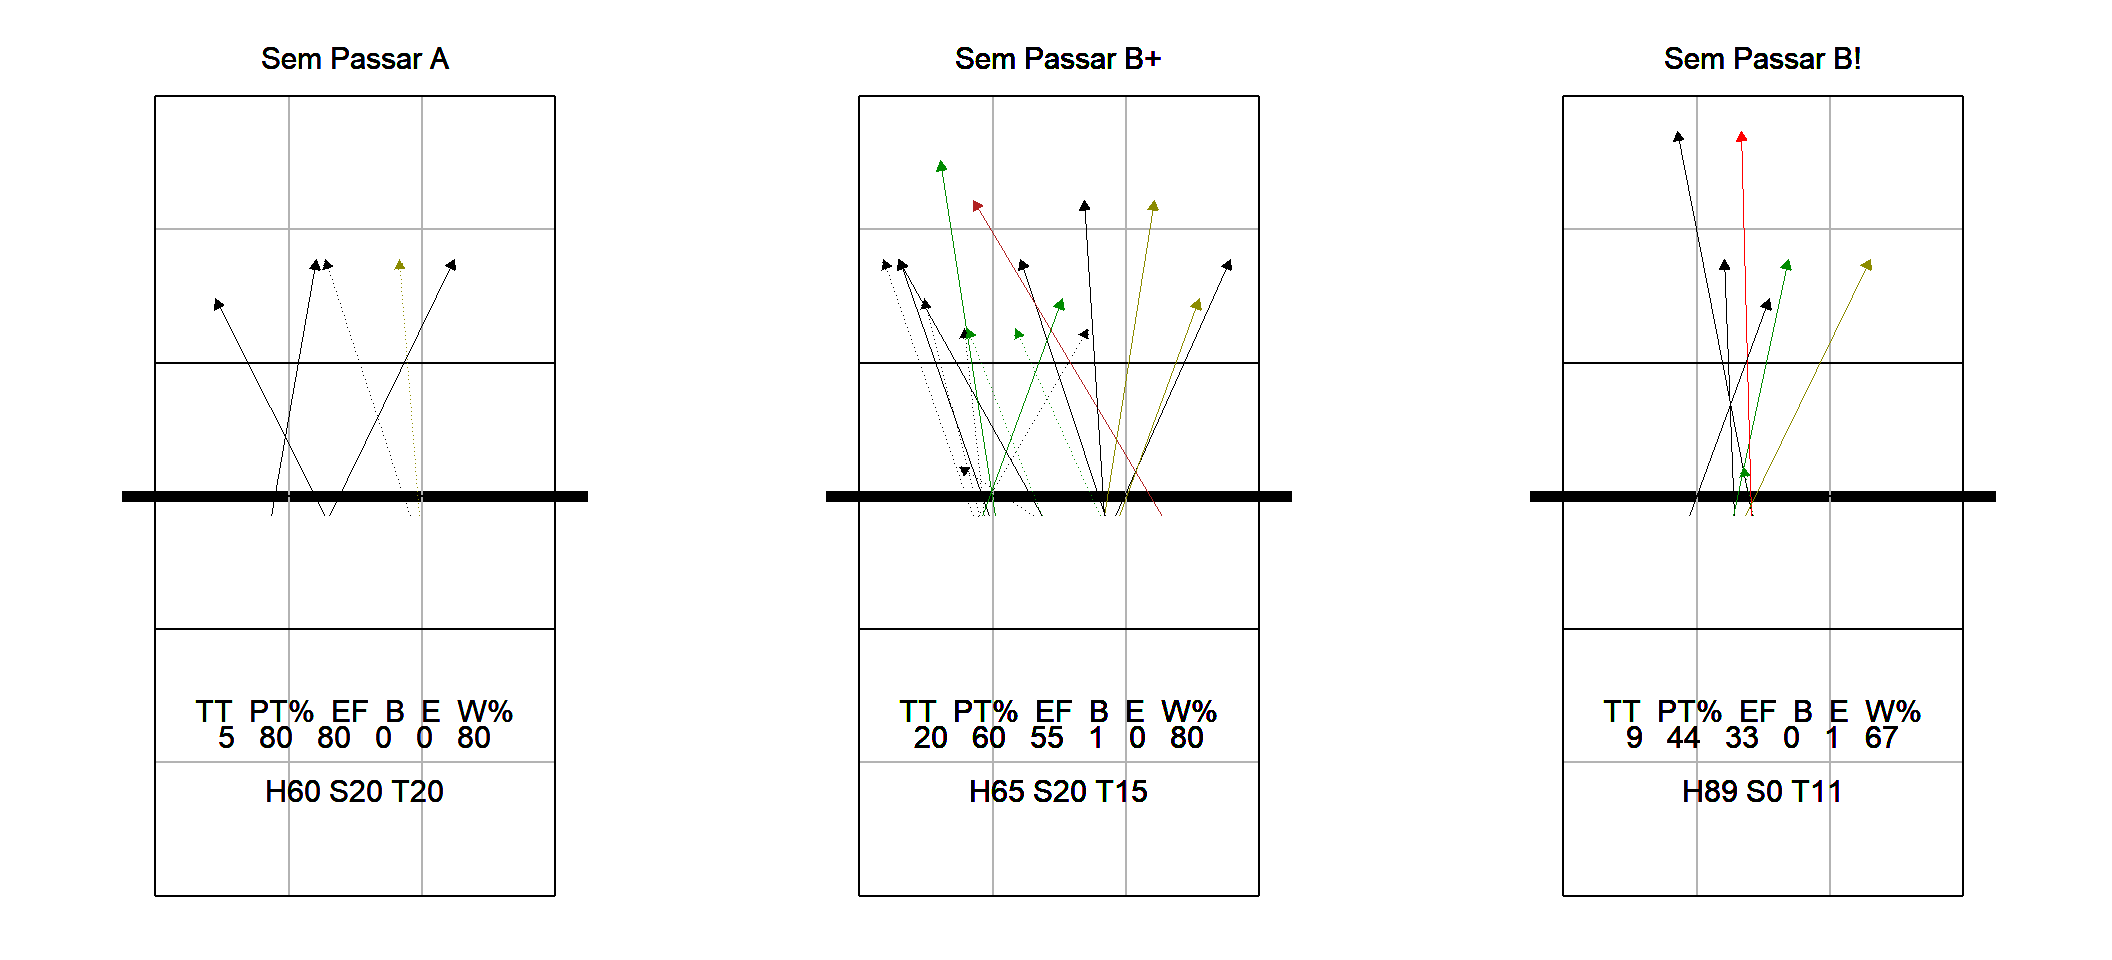 Sem Passar A
TT PT% EF B E W%
5 80 80 0 0 80
H60 S20 T20
Sem Passar B+
TT PT% EF B E W%
20 60 55 1 0 80
H65 S20 T15
Sem Passar B!
TT PT% EF B E W%
9 44 33 0 1 67
H89 S0 T11